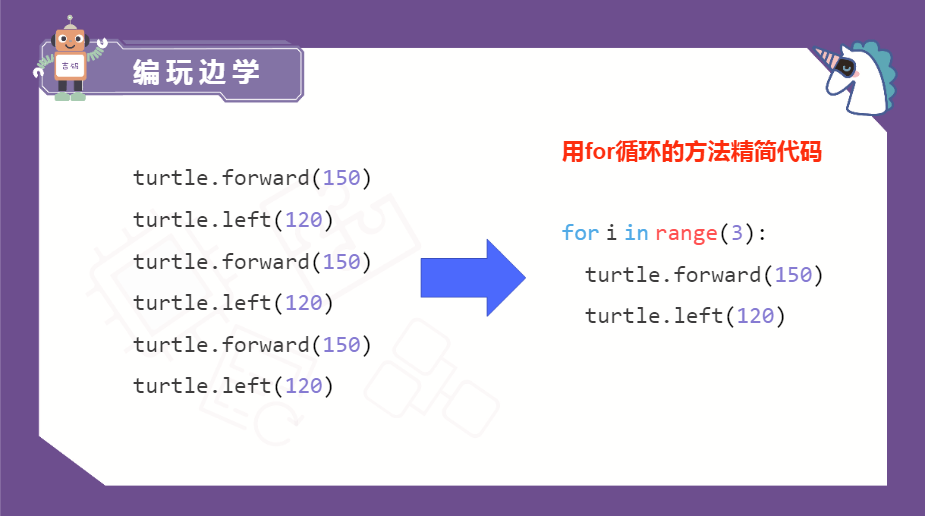 编玩边学
turtle.forward(150)
turtle.left(120)
turtle.forward(150)
turtle.left(120)
turtle.forward(150)
turtle.left(120)
用for循环的方法精简代码
for i in range(3):
turtle.forward(150)
turtle.left(120)